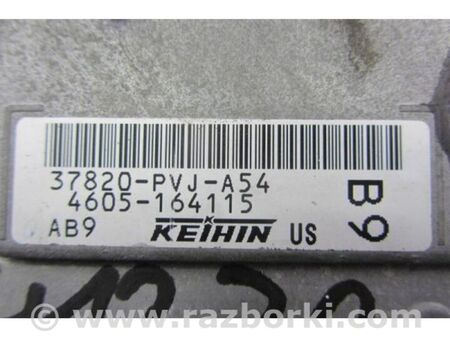 37820-PVJ-A54
4605-164115
AB9 KEIHIN US
B9
© www.razborki.com